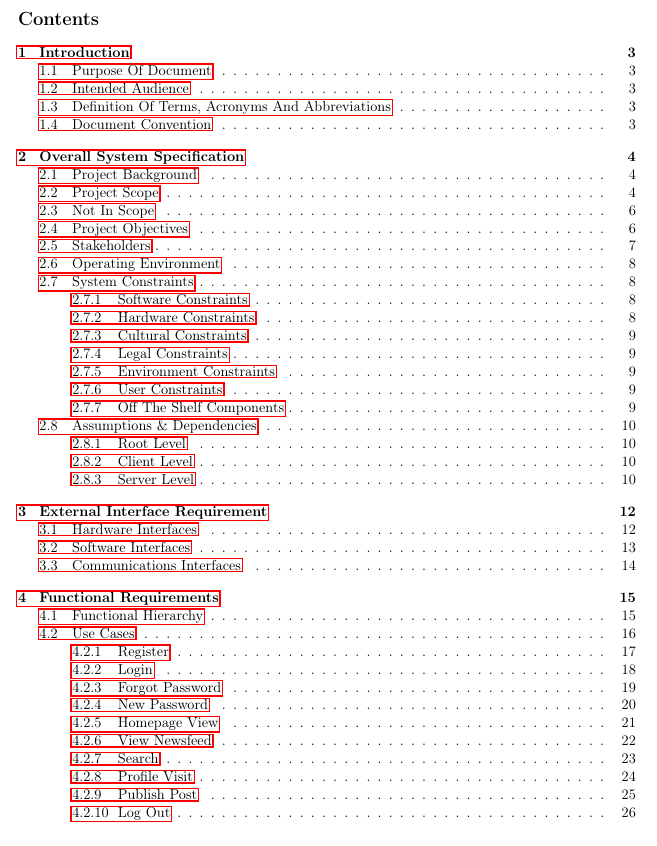 Contents
1 Introduction 3
1.1 Purpose Of Document . . . . . . . . . . . . . . . . . . . . . . . . . . . . . . . . . . . 3
1.2 Intended Audience . . . . . . . . . . . . . . . . . . . . . . . . . . . . . . . . . . . . . 3
1.3 Definition Of Terms, Acronyms And Abbreviations . . . . . . . . . . . . . . . . . . . 3
1.4 Document Convention . . . . . . . . . . . . . . . . . . . . . . . . . . . . . . . . . . . 3
2 Overall System Specification 4
2.1 Project Background . . . . . . . . . . . . . . . . . . . . . . . . . . . . . . . . . . . . 4
2.2 Project Scope . . . . . . . . . . . . . . . . . . . . . . . . . . . . . . . . . . . . . . . . 4
2.3 Not In Scope . . . . . . . . . . . . . . . . . . . . . . . . . . . . . . . . . . . . . . . . 6
2.4 Project Objectives . . . . . . . . . . . . . . . . . . . . . . . . . . . . . . . . . . . . . 6
2.5 Stakeholders . . . . . . . . . . . . . . . . . . . . . . . . . . . . . . . . . . . . . . . . . 7
2.6 Operating Environment . . . . . . . . . . . . . . . . . . . . . . . . . . . . . . . . . . 8
2.7 System Constraints . . . . . . . . . . . . . . . . . . . . . . . . . . . . . . . . . . . . . 8
2.7.1 Software Constraints . . . . . . . . . . . . . . . . . . . . . . . . . . . . . . . . 8
2.7.2 Hardware Constraints . . . . . . . . . . . . . . . . . . . . . . . . . . . . . . . 8
2.7.3 Cultural Constraints . . . . . . . . . . . . . . . . . . . . . . . . . . . . . . . . 9
2.7.4 Legal Constraints . . . . . . . . . . . . . . . . . . . . . . . . . . . . . . . . . . 9
2.7.5 Environment Constraints . . . . . . . . . . . . . . . . . . . . . . . . . . . . . . 9
2.7.6 User Constraints . . . . . . . . . . . . . . . . . . . . . . . . . . . . . . . . . . 9
2.7.7 Off The Shelf Components . . . . . . . . . . . . . . . . . . . . . . . . . . . . . 9
2.8 Assumptions & Dependencies . . . . . . . . . . . . . . . . . . . . . . . . . . . . . . . 10
2.8.1 Root Level . . . . . . . . . . . . . . . . . . . . . . . . . . . . . . . . . . . . . 10
2.8.2 Client Level . . . . . . . . . . . . . . . . . . . . . . . . . . . . . . . . . . . . . 10
2.8.3 Server Level . . . . . . . . . . . . . . . . . . . . . . . . . . . . . . . . . . . . . 10
3 External Interface Requirement 12
3.1 Hardware Interfaces . . . . . . . . . . . . . . . . . . . . . . . . . . . . . . . . . . . . 12
3.2 Software Interfaces . . . . . . . . . . . . . . . . . . . . . . . . . . . . . . . . . . . . . 13
3.3 Communications Interfaces . . . . . . . . . . . . . . . . . . . . . . . . . . . . . . . . 14
4 Functional Requirements 15
4.1 Functional Hierarchy . . . . . . . . . . . . . . . . . . . . . . . . . . . . . . . . . . . . 15
4.2 Use Cases . . . . . . . . . . . . . . . . . . . . . . . . . . . . . . . . . . . . . . . . . . 16
4.2.1 Register . . . . . . . . . . . . . . . . . . . . . . . . . . . . . . . . . . . . . . . 17
4.2.2 Login . . . . . . . . . . . . . . . . . . . . . . . . . . . . . . . . . . . . . . . . 18
4.2.3 Forgot Password . . . . . . . . . . . . . . . . . . . . . . . . . . . . . . . . . . 19
4.2.4 New Password . . . . . . . . . . . . . . . . . . . . . . . . . . . . . . . . . . . 20
4.2.5 Homepage View . . . . . . . . . . . . . . . . . . . . . . . . . . . . . . . . . . 21
4.2.6 View Newsfeed . . . . . . . . . . . . . . . . . . . . . . . . . . . . . . . . . . . 22
4.2.7 Search . . . . . . . . . . . . . . . . . . . . . . . . . . . . . . . . . . . . . . . . 23
4.2.8 Profile Visit . . . . . . . . . . . . . . . . . . . . . . . . . . . . . . . . . . . . . 24
4.2.9 Publish Post . . . . . . . . . . . . . . . . . . . . . . . . . . . . . . . . . . . . 25
4.2.10 Log Out . . . . . . . . . . . . . . . . . . . . . . . . . . . . . . . . . . . . . . . 26